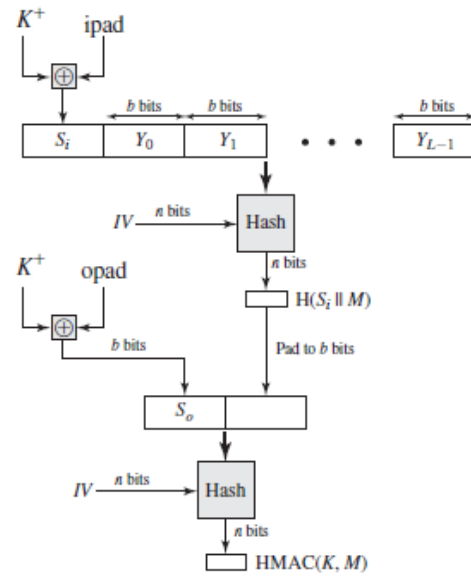 K⁺ ipad
⊕
b bits b bits b bits
Sᵢ Y₀ Y₁ • • • Y_{L−1}
n bits
IV Hash
n bits
K⁺ opad
H(Sᵢ || M)
⊕
b bits Pad to b bits
Sₒ
n bits
IV Hash
n bits
HMAC(K, M)